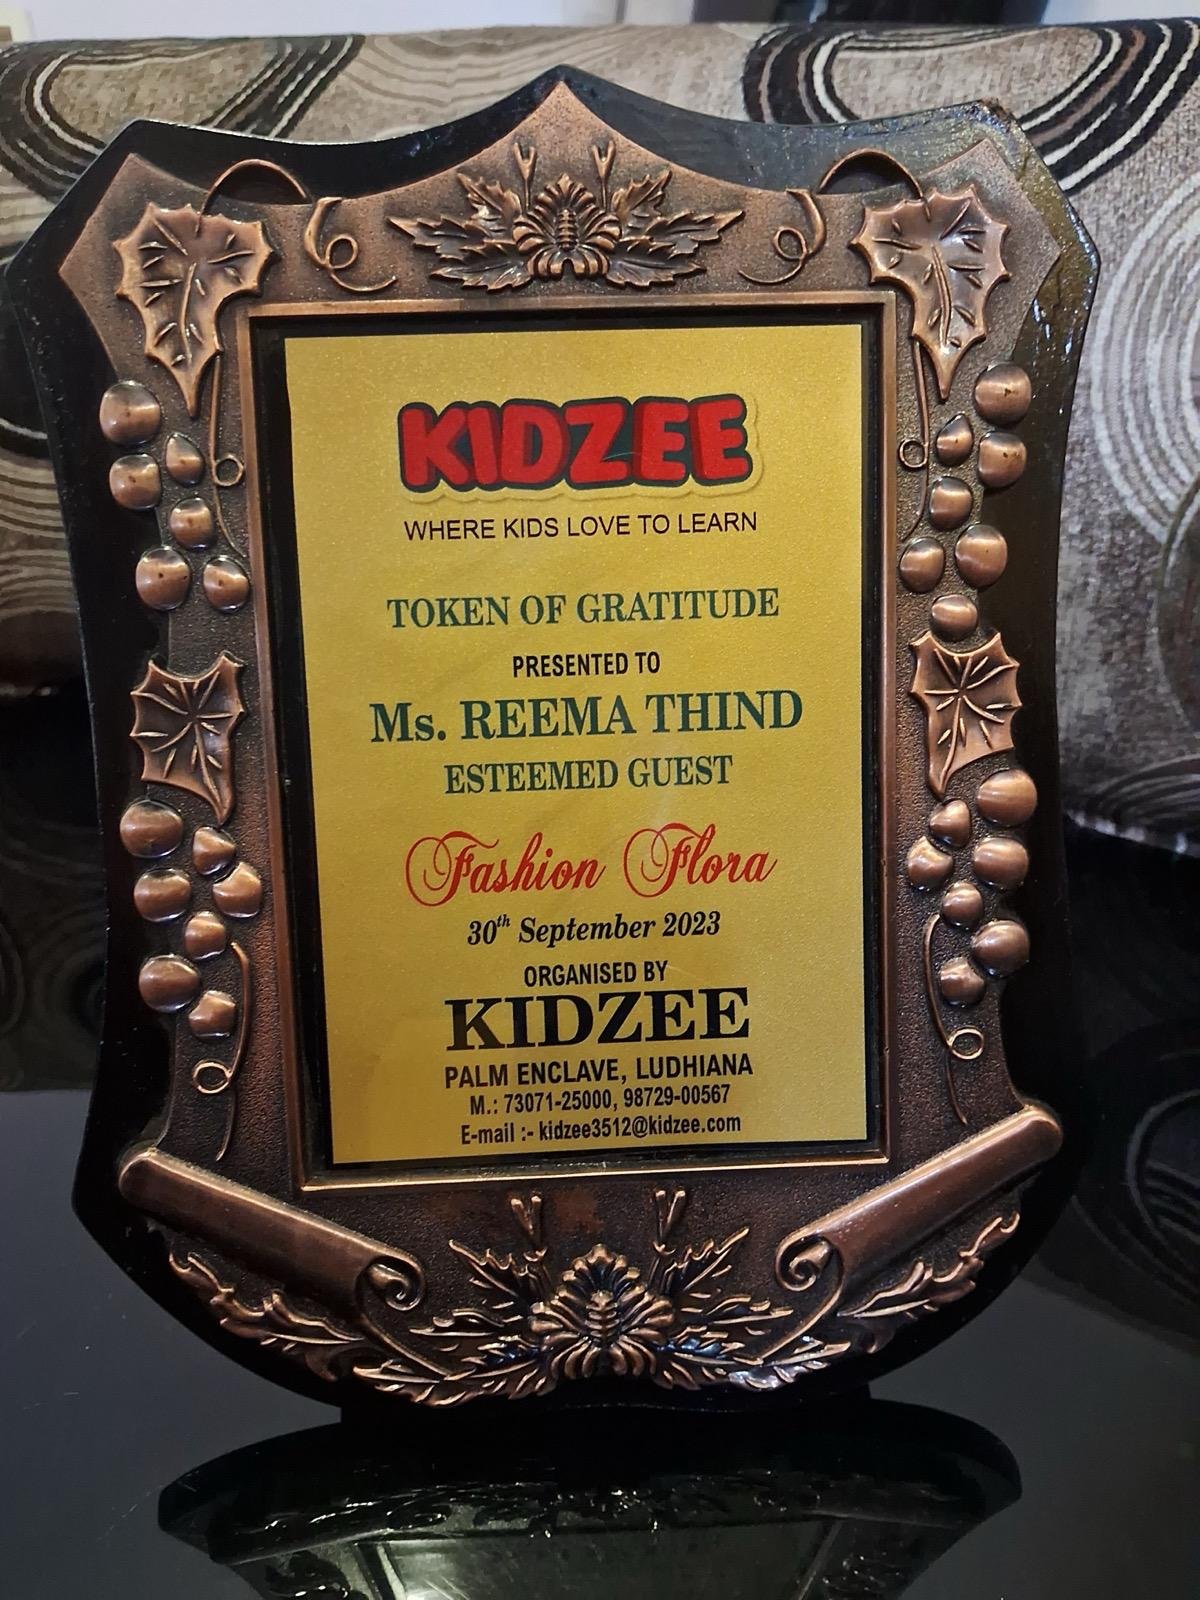 KIDZEE
WHERE KIDS LOVE TO LEARN
TOKEN OF GRATITUDE
PRESENTED TO
Ms. REEMA THIND
ESTEEMED GUEST
Fashion Flora
30th September 2023
ORGANISED BY
KIDZEE
PALM ENCLAVE, LUDHIANA
M.: 73071-25000, 98729-00567
E-mail :- kidzee3512@kidzee.com